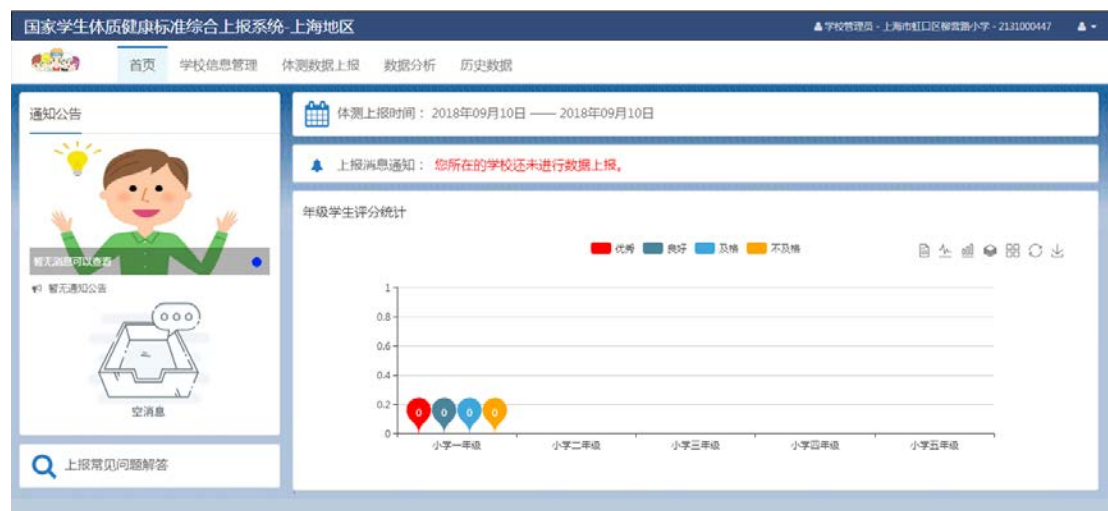 国家学生体质健康标准综合上报系统-上海地区
学校管理员 - 上海市虹口区柳营路小学 - 2131000447
首页 学校信息管理 体测数据上报 数据分析 历史数据
通知公告
暂无消息可以查看
暂无通知公告
空消息
上报常见问题解答
体测上报时间： 2018年09月10日 —— 2018年09月10日
上报消息通知： 您所在的学校还未进行数据上报。
年级学生评分统计
优秀 良好 及格 不及格
1
0.8
0.6
0.4
0.2
0 0 0 0
0
小学一年级 小学二年级 小学三年级 小学四年级 小学五年级